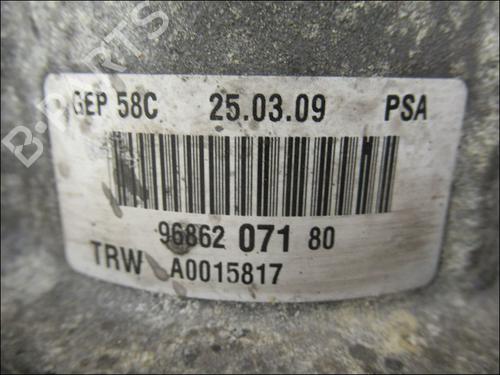 GEP 58C 25.03.09 PSA
96862 071 80
TRW A0015817
B-PARTS